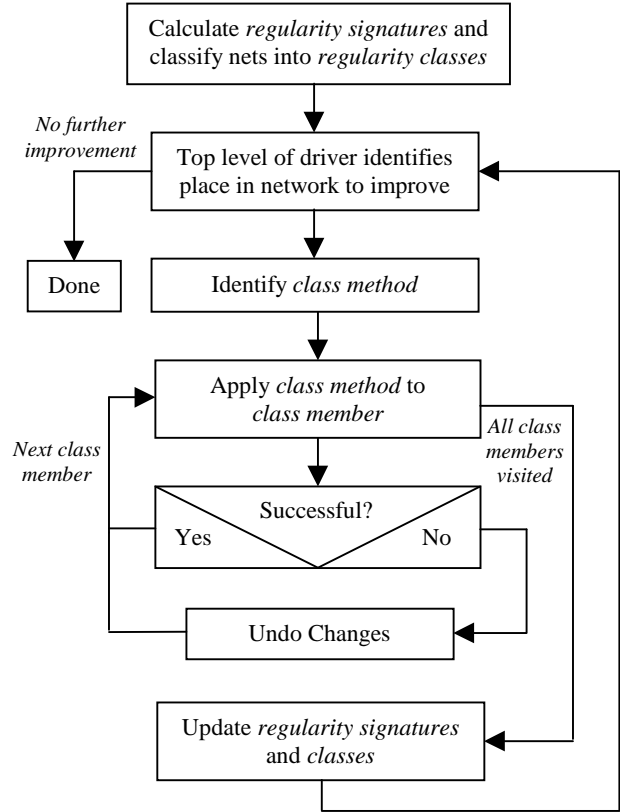 Calculate regularity signatures and
classify nets into regularity classes
No further
improvement
Top level of driver identifies
place in network to improve
Done
Identify class method
Apply class method to
class member
Next class
member
All class
members
visited
Successful?
Yes
No
Undo Changes
Update regularity signatures
and classes